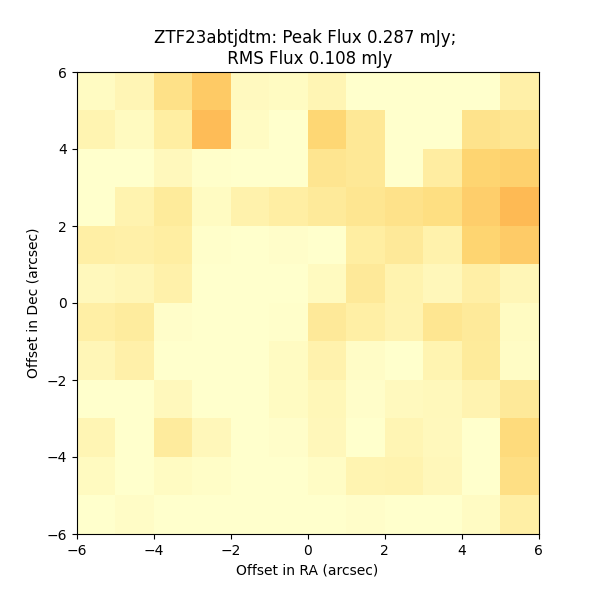 ZTF23abtjdtm: Peak Flux 0.287 mJy;
RMS Flux 0.108 mJy
6
4
2
0
−2
−4
−6
Offset in Dec (arcsec)
−6 −4 −2 0 2 4 6
Offset in RA (arcsec)